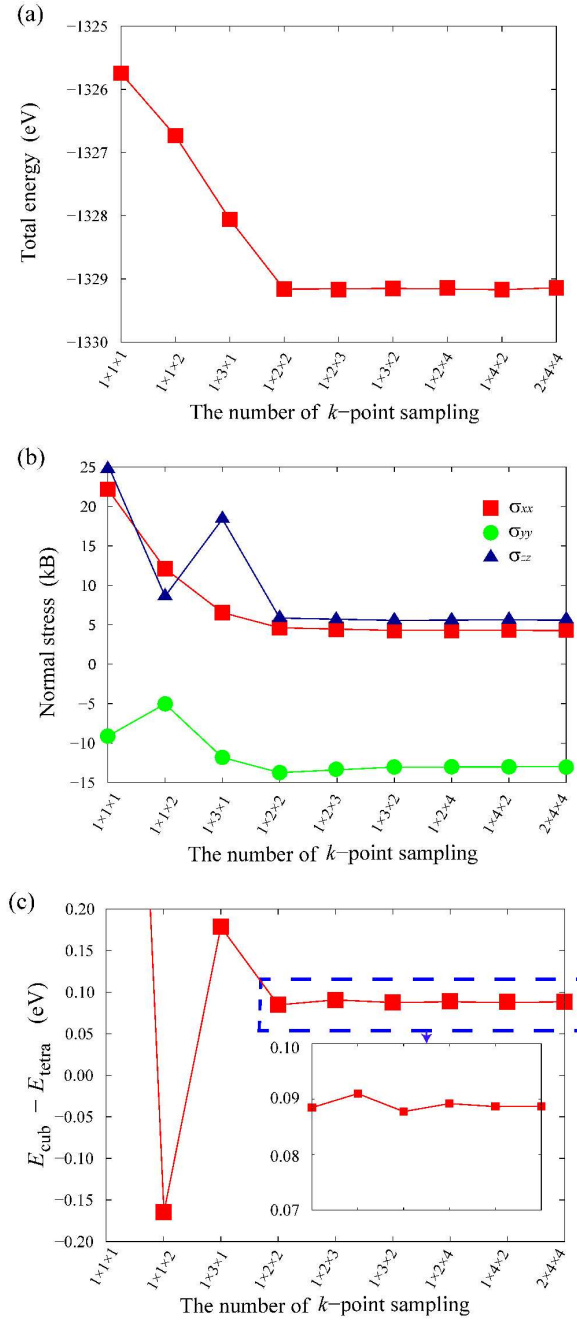 (a)
−1325
−1326
−1327
−1328
−1329
−1330
Total energy (eV)
1×1×1 1×1×2 1×3×1 1×2×2 1×2×3 1×3×2 1×2×4 1×4×2 2×4×4
The number of k−point sampling
(b)
25
20
15
10
5
0
−5
−10
−15
Normal stress (kB)
σxx
σyy
σzz
1×1×1 1×1×2 1×3×1 1×2×2 1×2×3 1×3×2 1×2×4 1×4×2 2×4×4
The number of k−point sampling
(c)
0.20
0.15
0.10
0.05
0.00
−0.05
−0.10
−0.15
−0.20
Ecub − Etetra (eV)
0.10
0.09
0.08
0.07
1×1×1 1×1×2 1×3×1 1×2×2 1×2×3 1×3×2 1×2×4 1×4×2 2×4×4
The number of k−point sampling